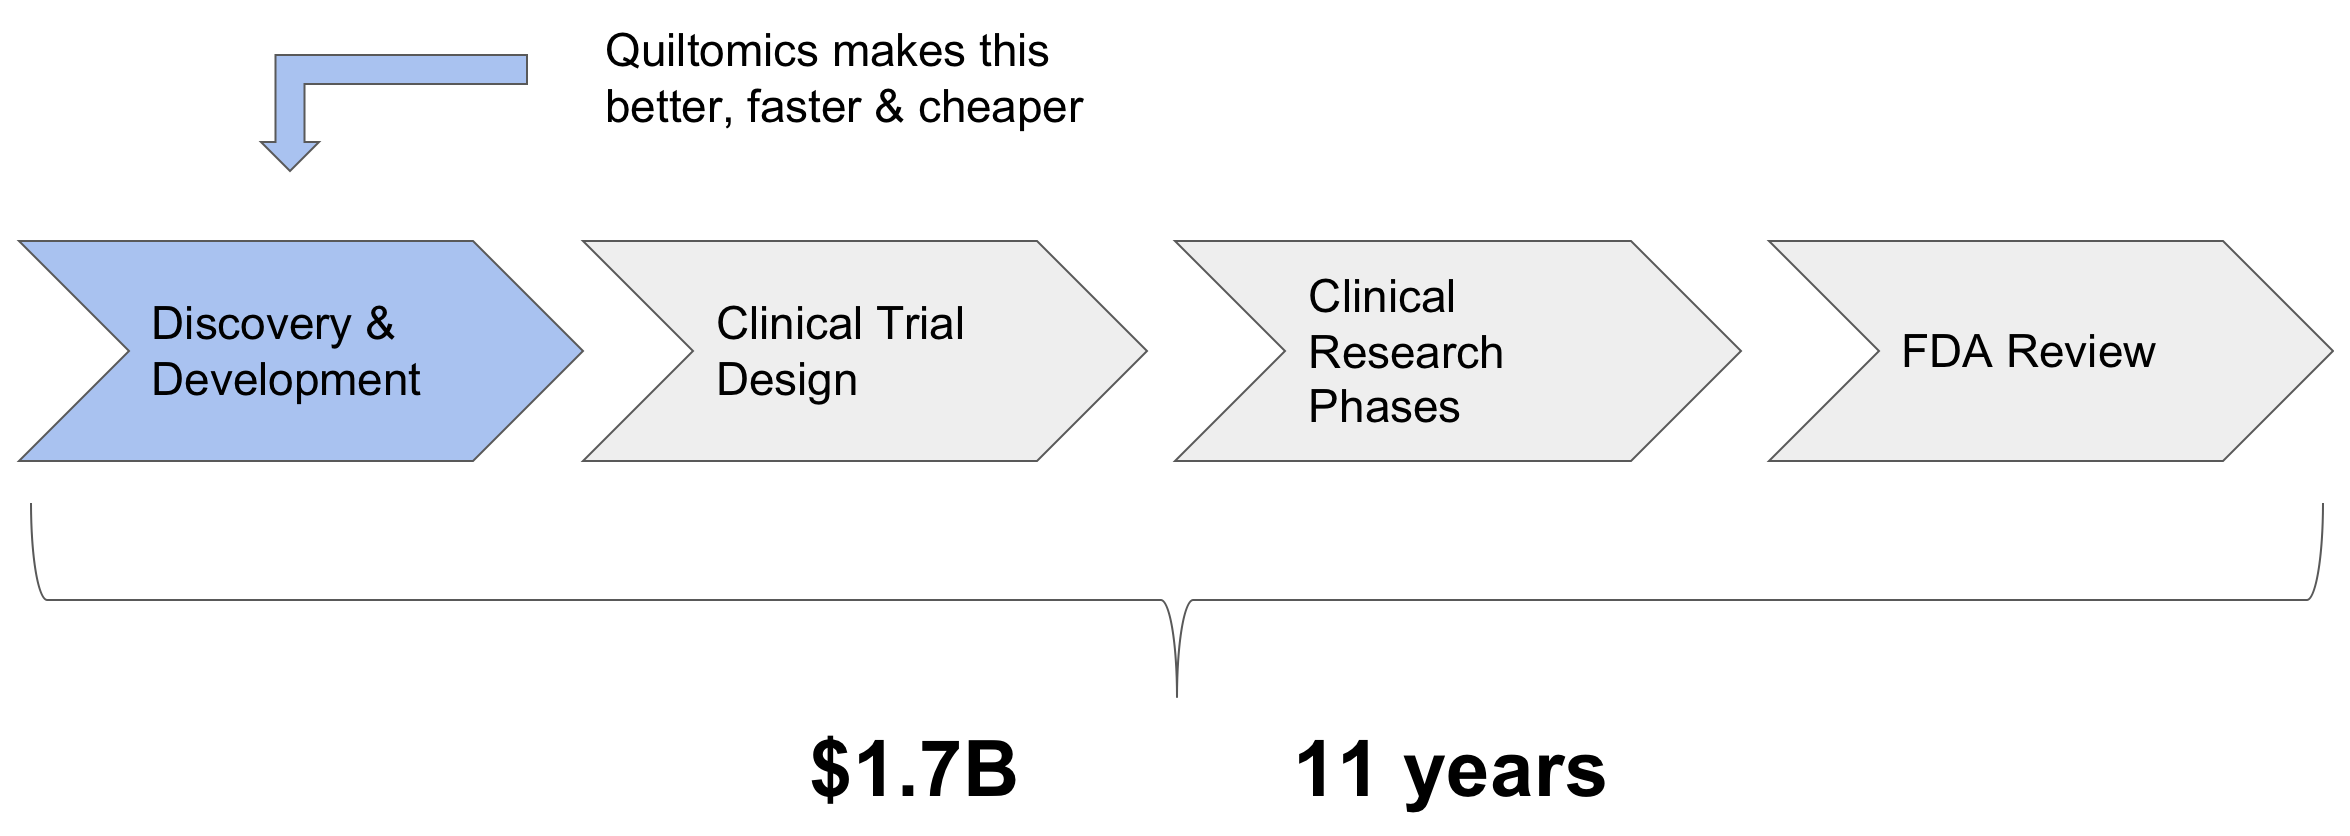 Quiltomics makes this
better, faster & cheaper
Discovery &
Development
Clinical Trial
Design
Clinical
Research
Phases
FDA Review
$1.7B
11 years